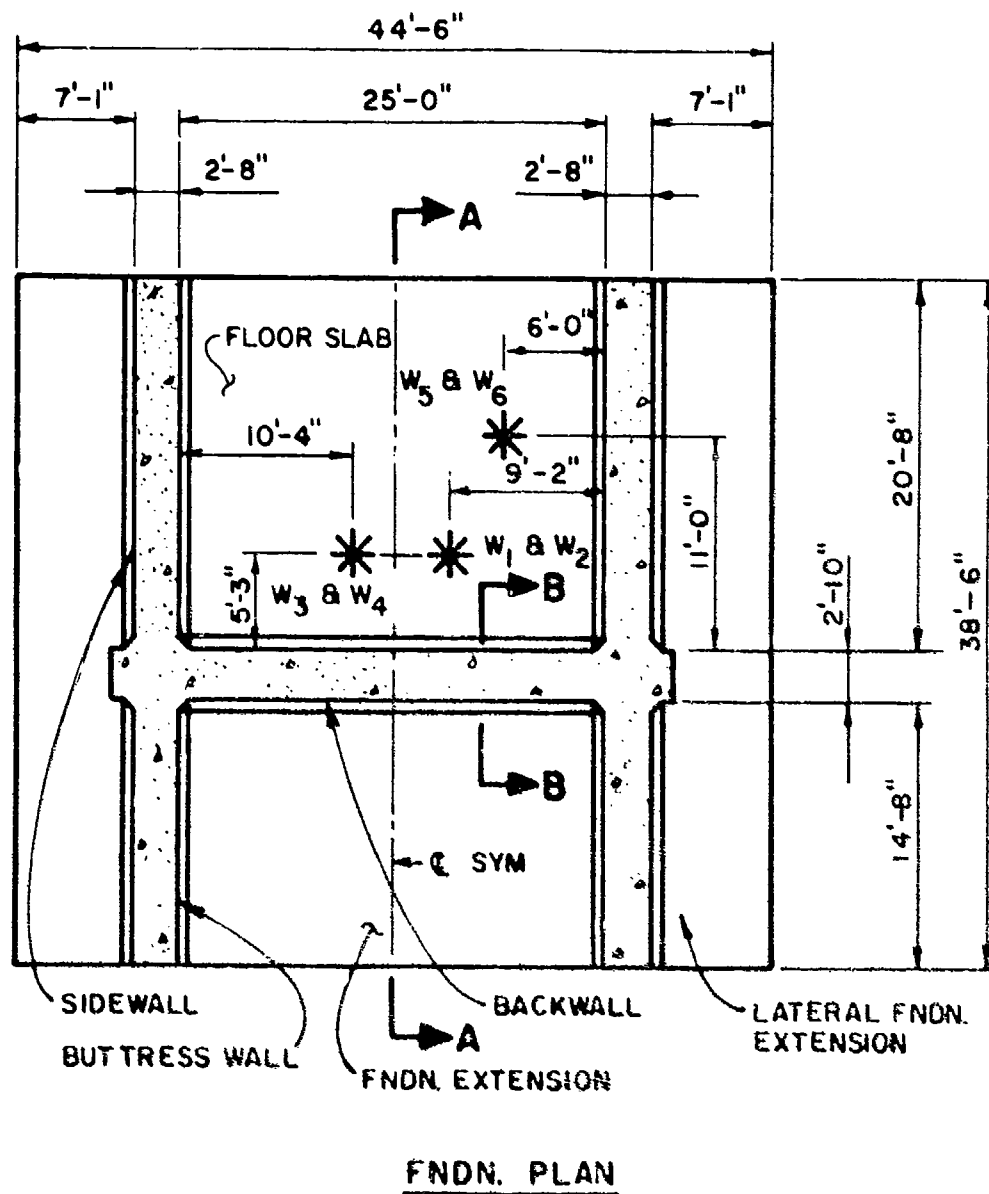 44'-6"
7'-1"
25'-0"
7'-1"
2'-8"
2'-8"
A
6'-0"
FLOOR SLAB
W5 & W6
10'-4"
9'-2"
20'-8"
11'-0"
W1 & W2
5'-3"
W3 & W4
B
2'-10"
38'-6"
B
14'-8"
℄ SYM
SIDEWALL
BACKWALL
LATERAL FNDN.
EXTENSION
A
BUTTRESS WALL
FNDN. EXTENSION
FNDN. PLAN